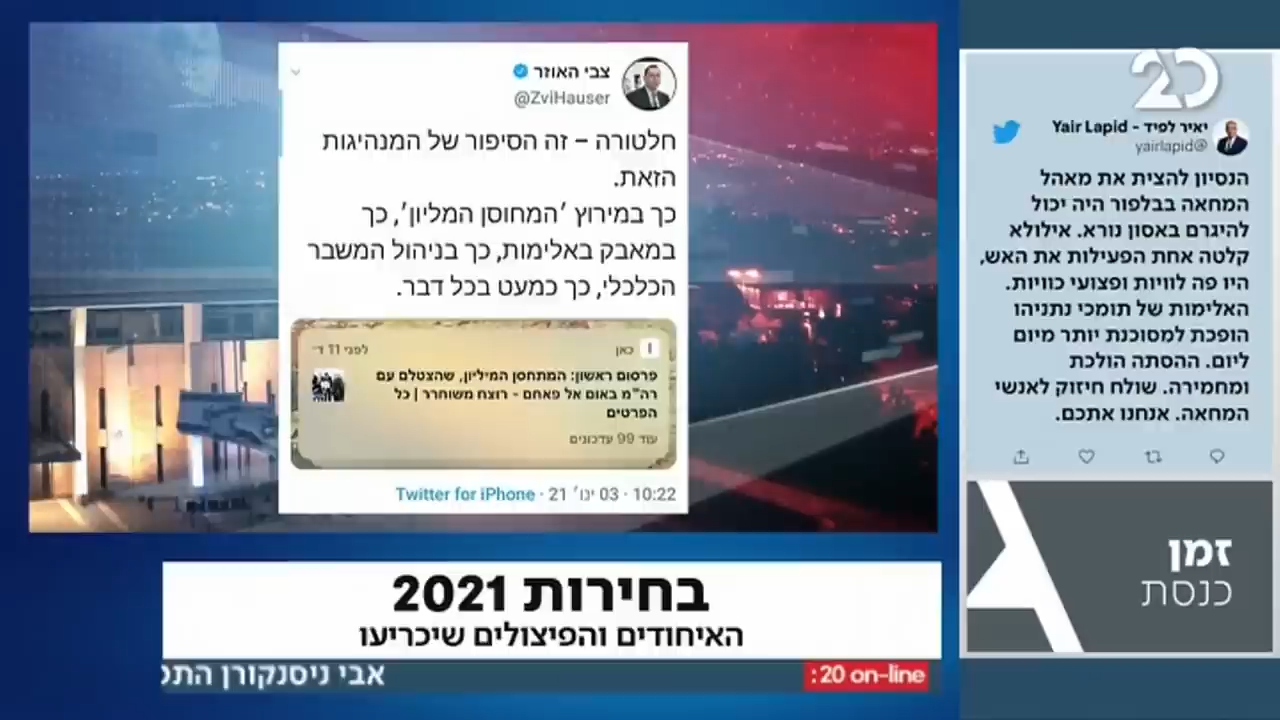 צבי האוזר
@ZviHauser
חלטורה – זה הסיפור של המנהיגות
הזאת.
כך במירוץ ׳המחוסן המליון׳, כך
במאבק באלימות, כך בניהול המשבר
הכלכלי, כך כמעט בכל דבר.
כאן
לפני 11 ד׳
פרסום ראשון: המתחסן המיליון, שהצטלם עם
רה"מ באום אל פאחם - רוצח משוחרר | כל
הפרטים
עוד 99 עדכונים
10:22 · 03 ינו׳ 21 · Twitter for iPhone
20
יאיר לפיד - Yair Lapid
@yairlapid
הנסיון להצית את מאהל
המחאה בבלפור היה יכול
להיגרם באסון נורא. אילולא
קלטה אחת הפעילות את האש,
היו פה לוויות ופצועי כוויות.
האלימות של תומכי נתניהו
הופכת למסוכנת יותר מיום
ליום. ההסתה הולכת
ומחמירה. שולח חיזוק לאנשי
המחאה. אנחנו אתכם.
זמן
כנסת
בחירות 2021
האיחודים והפיצולים שיכריעו
20 on-line:
אבי ניסנקורן התפ